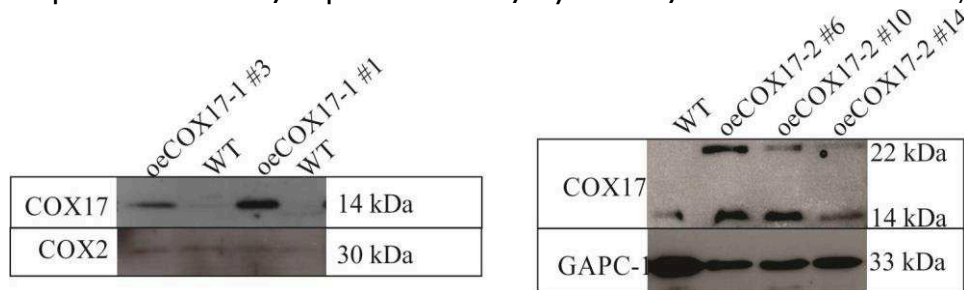 oeCOX17-1 #3
WT
oeCOX17-1 #1
WT
COX17
14 kDa
COX2
30 kDa
WT
oeCOX17-2 #6
oeCOX17-2 #10
oeCOX17-2 #14
COX17
22 kDa
14 kDa
GAPC-1
33 kDa